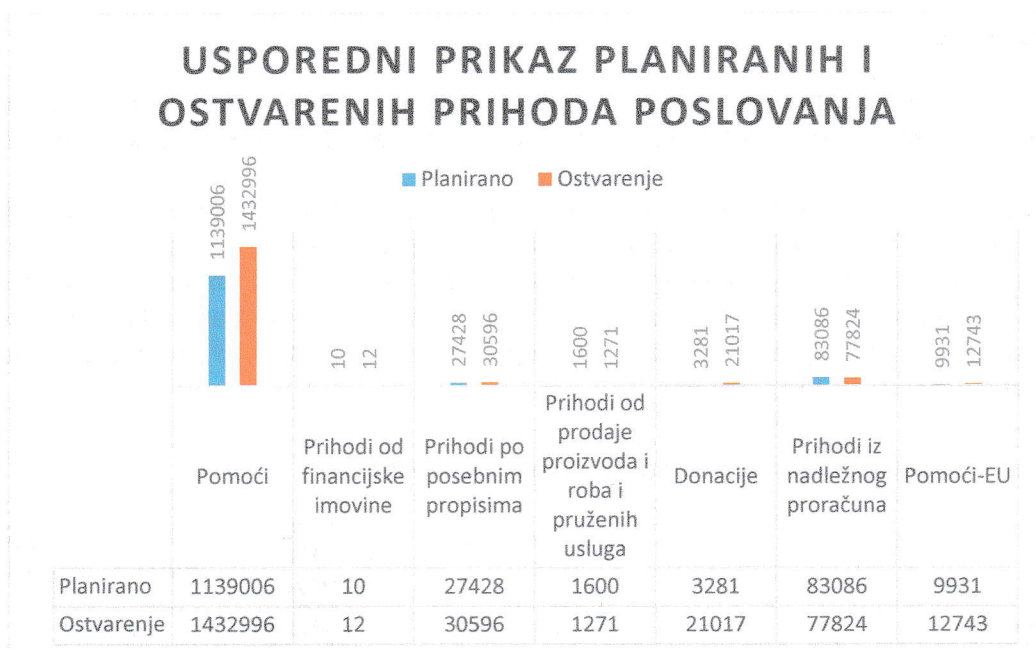 USPOREDNI PRIKAZ PLANIRANIH I
OSTVARENIH PRIHODA POSLOVANJA
Planirano Ostvarenje
1139006 1432996 10 12 27428 30596 1600 1271 3281 21017 83086 77824 9931 12743
Pomoći
Prihodi od
financijske
imovine
Prihodi po
posebnim
propisima
Prihodi od
prodaje
proizvoda i
roba i
pruženih
usluga
Donacije
Prihodi iz
nadležnog
proračuna
Pomoći-EU
Planirano 1139006 10 27428 1600 3281 83086 9931
Ostvarenje 1432996 12 30596 1271 21017 77824 12743